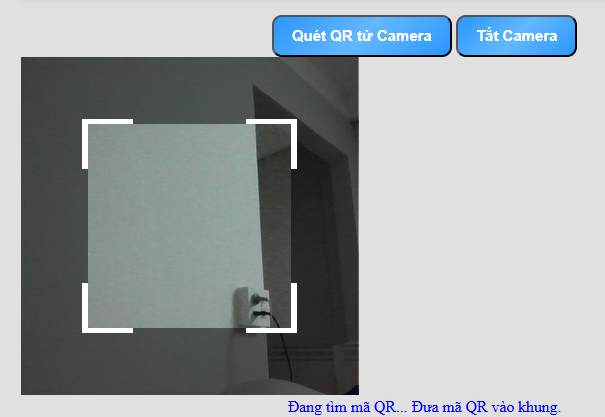 Quét QR từ Camera
Tắt Camera
Đang tìm mã QR... Đưa mã QR vào khung.